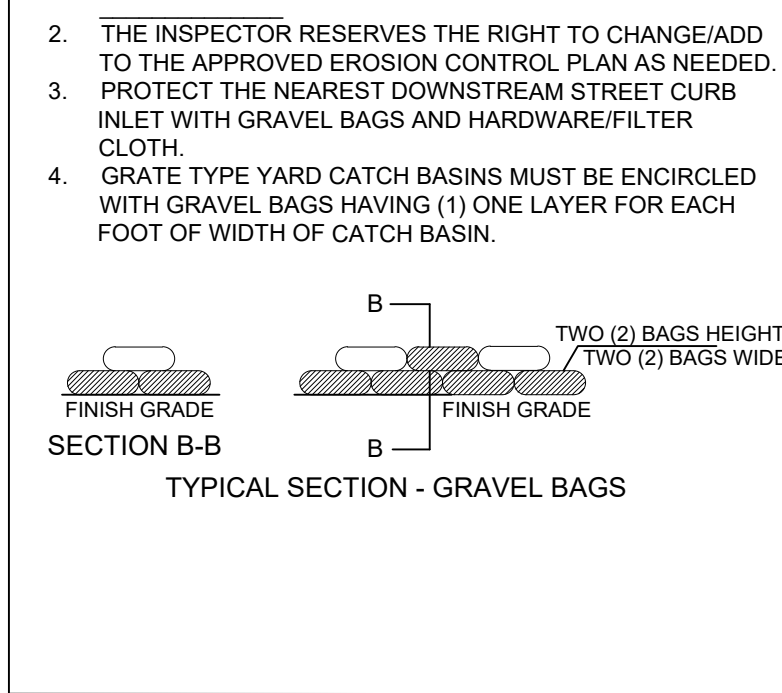 2. THE INSPECTOR RESERVES THE RIGHT TO CHANGE/ADD
TO THE APPROVED EROSION CONTROL PLAN AS NEEDED.
3. PROTECT THE NEAREST DOWNSTREAM STREET CURB
INLET WITH GRAVEL BAGS AND HARDWARE/FILTER
CLOTH.
4. GRATE TYPE YARD CATCH BASINS MUST BE ENCIRCLED
WITH GRAVEL BAGS HAVING (1) ONE LAYER FOR EACH
FOOT OF WIDTH OF CATCH BASIN.
B
TWO (2) BAGS HEIGHT
TWO (2) BAGS WIDE
FINISH GRADE
FINISH GRADE
SECTION B-B
B
TYPICAL SECTION - GRAVEL BAGS